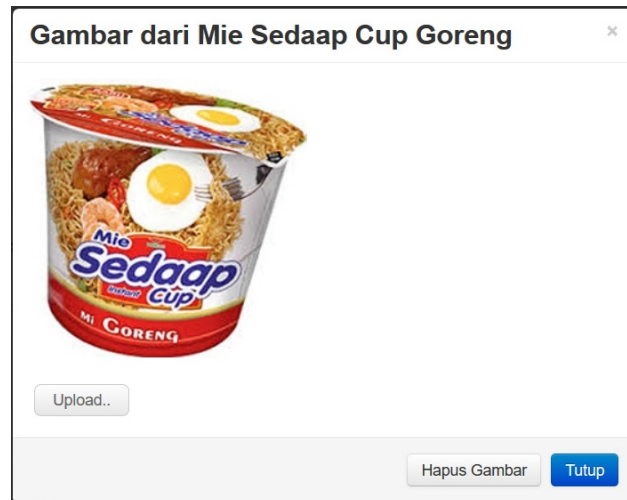 Gambar dari Mie Sedaap Cup Goreng
×
Mie
Sedaap
instant Cup
Mi GORENG
Upload..
Hapus Gambar
Tutup